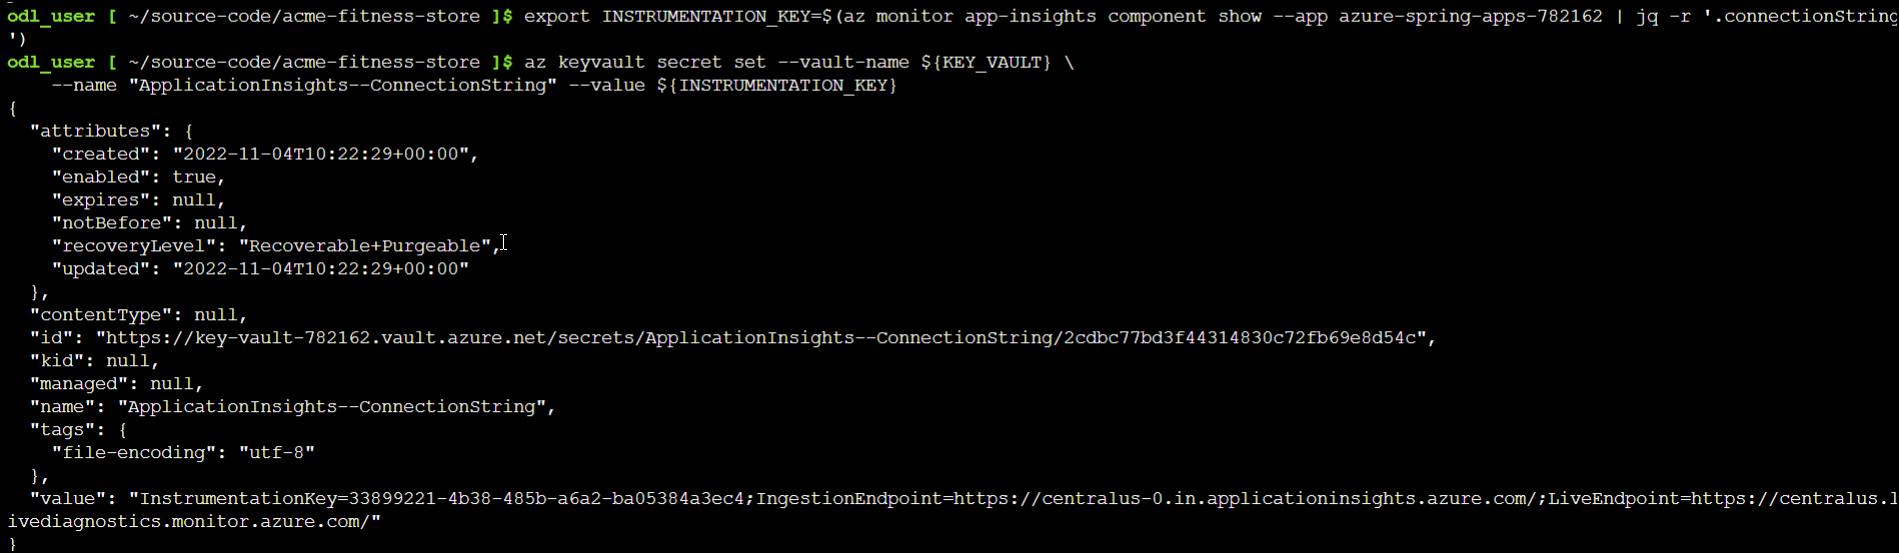 odl_user [ ~/source-code/acme-fitness-store ]$ export INSTRUMENTATION_KEY=$(az monitor app-insights component show --app azure-spring-apps-782162 | jq -r '.connectionString
')
odl_user [ ~/source-code/acme-fitness-store ]$ az keyvault secret set --vault-name ${KEY_VAULT} \
    --name "ApplicationInsights--ConnectionString" --value ${INSTRUMENTATION_KEY}
{
  "attributes": {
    "created": "2022-11-04T10:22:29+00:00",
    "enabled": true,
    "expires": null,
    "notBefore": null,
    "recoveryLevel": "Recoverable+Purgeable",
    "updated": "2022-11-04T10:22:29+00:00"
  },
  "contentType": null,
  "id": "https://key-vault-782162.vault.azure.net/secrets/ApplicationInsights--ConnectionString/2cdbc77bd3f44314830c72fb69e8d54c",
  "kid": null,
  "managed": null,
  "name": "ApplicationInsights--ConnectionString",
  "tags": {
    "file-encoding": "utf-8"
  },
  "value": "InstrumentationKey=33899221-4b38-485b-a6a2-ba05384a3ec4;IngestionEndpoint=https://centralus-0.in.applicationinsights.azure.com/;LiveEndpoint=https://centralus.l
ivediagnostics.monitor.azure.com/"
}